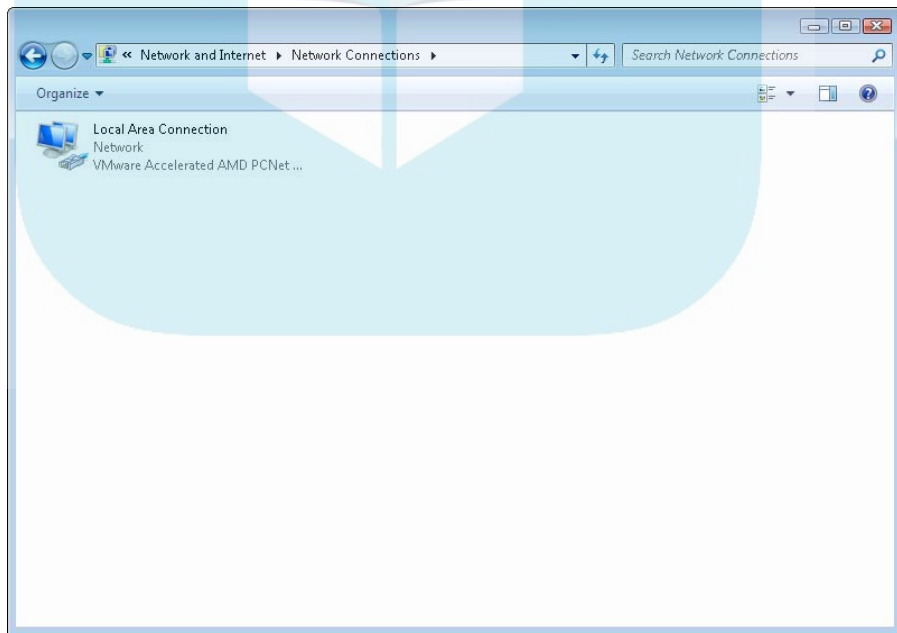 « Network and Internet ▸ Network Connections ▸
Search Network Connections
Organize ▾
Local Area Connection
Network
VMware Accelerated AMD PCNet ...